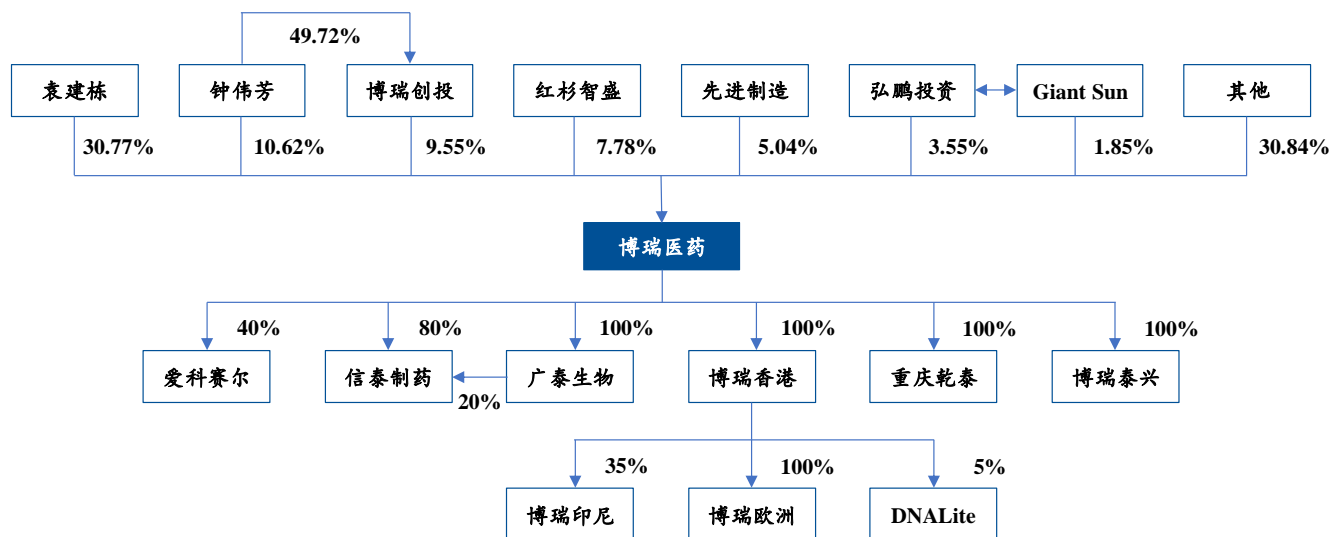 49.72%
袁建栋
钟伟芳
博瑞创投
红杉智盛
先进制造
弘鹏投资
Giant Sun
其他
30.77%
10.62%
9.55%
7.78%
5.04%
3.55%
1.85%
30.84%
博瑞医药
40%
80%
100%
100%
100%
100%
爱科赛尔
信泰制药
广泰生物
博瑞香港
重庆乾泰
博瑞泰兴
20%
35%
100%
5%
博瑞印尼
博瑞欧洲
DNALite